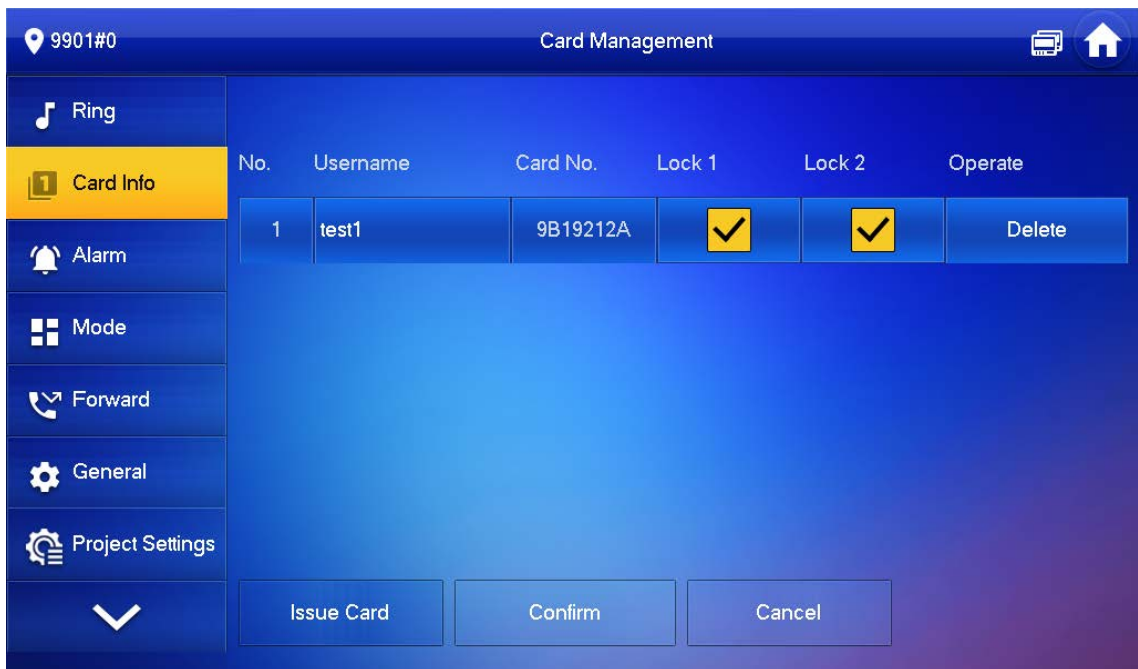 9901#0 Card Management
Ring
Card Info
Alarm
Mode
Forward
General
Project Settings
No. Username Card No. Lock 1 Lock 2 Operate
1 test1 9B19212A Delete
Issue Card Confirm Cancel